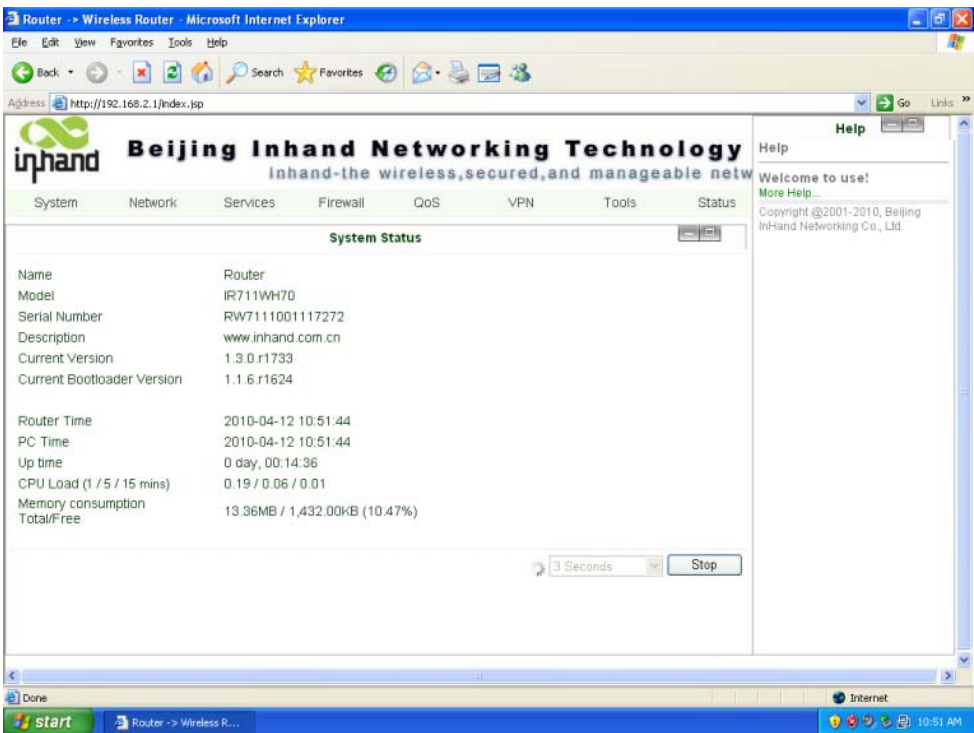 Router -> Wireless Router - Microsoft Internet Explorer
File Edit View Favorites Tools Help
Back Search Favorites
Address http://192.168.2.1/index.jsp Go Links »
inhand Beijing Inhand Networking Technology
Inhand-the wireless,secured,and manageable netw
System Network Services Firewall QoS VPN Tools Status
System Status
Name Router
Model IR711WH70
Serial Number RW7111001117272
Description www.inhand.com.cn
Current Version 1.3.0.r1733
Current Bootloader Version 1.1.6.r1624
Router Time 2010-04-12 10:51:44
PC Time 2010-04-12 10:51:44
Up time 0 day, 00:14:36
CPU Load (1 / 5 / 15 mins) 0.19 / 0.06 / 0.01
Memory consumption
Total/Free 13.36MB / 1,432.00KB (10.47%)
3 Seconds Stop
Help
Help
Welcome to use!
More Help...
Copyright @2001-2010, Beijing
InHand Networking Co., Ltd.
Done Internet
start Router -> Wireless R... 10:51 AM